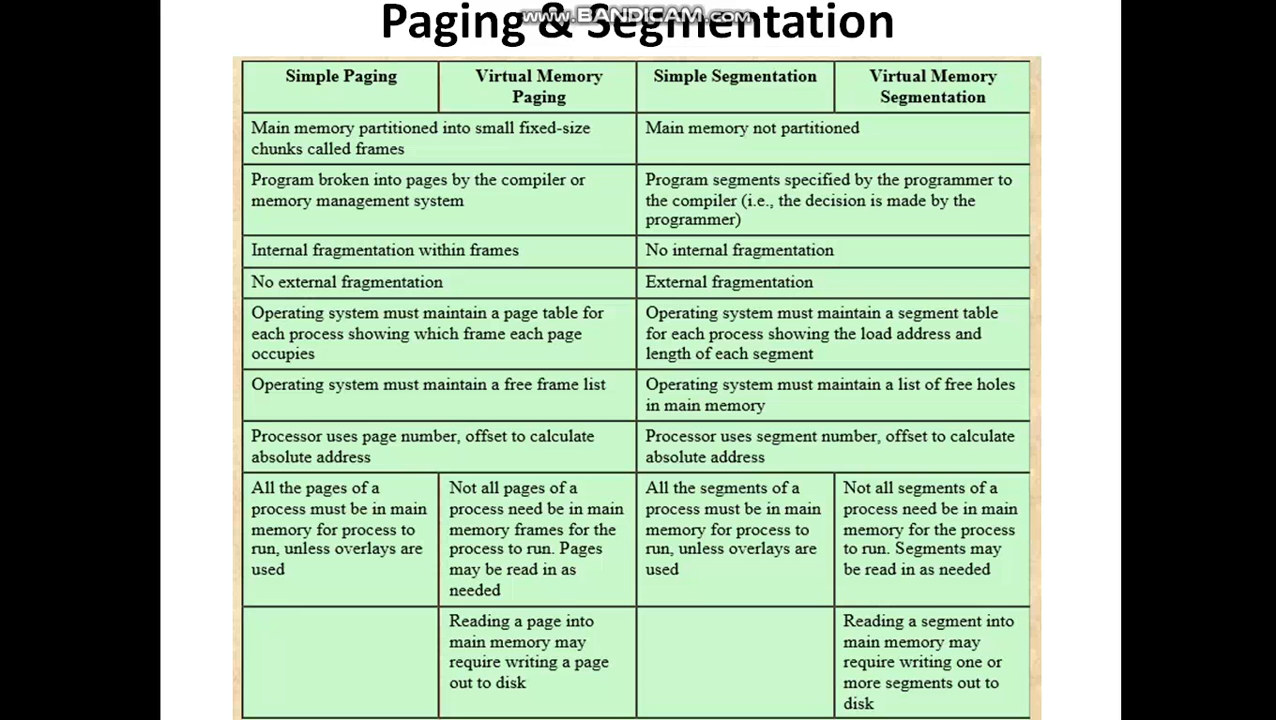 www.BANDICAM.com
Paging & Segmentation
Simple Paging
Virtual Memory
Paging
Simple Segmentation
Virtual Memory
Segmentation
Main memory partitioned into small fixed-size
chunks called frames
Main memory not partitioned
Program broken into pages by the compiler or
memory management system
Program segments specified by the programmer to
the compiler (i.e., the decision is made by the
programmer)
Internal fragmentation within frames
No internal fragmentation
No external fragmentation
External fragmentation
Operating system must maintain a page table for
each process showing which frame each page
occupies
Operating system must maintain a segment table
for each process showing the load address and
length of each segment
Operating system must maintain a free frame list
Operating system must maintain a list of free holes
in main memory
Processor uses page number, offset to calculate
absolute address
Processor uses segment number, offset to calculate
absolute address
All the pages of a
process must be in main
memory for process to
run, unless overlays are
used
Not all pages of a
process need be in main
memory frames for the
process to run. Pages
may be read in as
needed
All the segments of a
process must be in main
memory for process to
run, unless overlays are
used
Not all segments of a
process need be in main
memory for the process
to run. Segments may
be read in as needed
Reading a page into
main memory may
require writing a page
out to disk
Reading a segment into
main memory may
require writing one or
more segments out to
disk